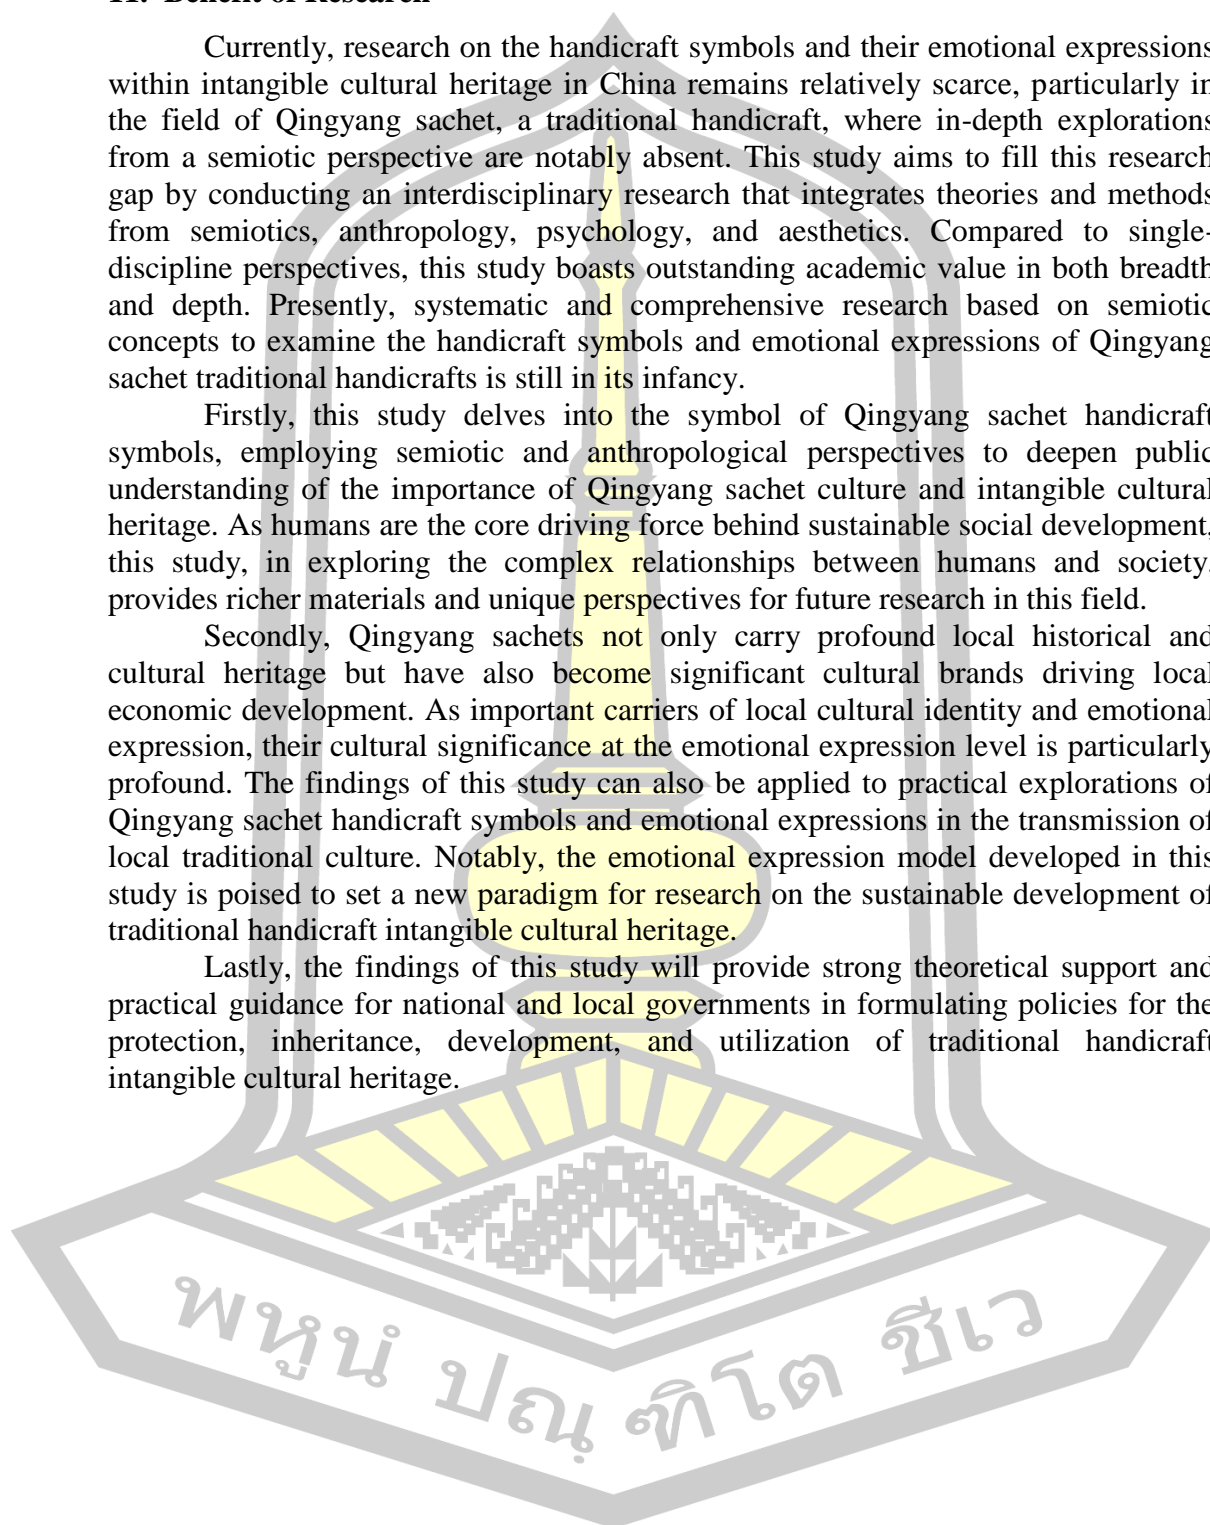 11. Benefit of Research
Currently, research on the handicraft symbols and their emotional expressions
within intangible cultural heritage in China remains relatively scarce, particularly in
the field of Qingyang sachet, a traditional handicraft, where in-depth explorations
from a semiotic perspective are notably absent. This study aims to fill this research
gap by conducting an interdisciplinary research that integrates theories and methods
from semiotics, anthropology, psychology, and aesthetics. Compared to single-
discipline perspectives, this study boasts outstanding academic value in both breadth
and depth. Presently, systematic and comprehensive research based on semiotic
concepts to examine the handicraft symbols and emotional expressions of Qingyang
sachet traditional handicrafts is still in its infancy.
Firstly, this study delves into the symbol of Qingyang sachet handicraft
symbols, employing semiotic and anthropological perspectives to deepen public
understanding of the importance of Qingyang sachet culture and intangible cultural
heritage. As humans are the core driving force behind sustainable social development,
this study, in exploring the complex relationships between humans and society,
provides richer materials and unique perspectives for future research in this field.
Secondly, Qingyang sachets not only carry profound local historical and
cultural heritage but have also become significant cultural brands driving local
economic development. As important carriers of local cultural identity and emotional
expression, their cultural significance at the emotional expression level is particularly
profound. The findings of this study can also be applied to practical explorations of
Qingyang sachet handicraft symbols and emotional expressions in the transmission of
local traditional culture. Notably, the emotional expression model developed in this
study is poised to set a new paradigm for research on the sustainable development of
traditional handicraft intangible cultural heritage.
Lastly, the findings of this study will provide strong theoretical support and
practical guidance for national and local governments in formulating policies for the
protection, inheritance, development, and utilization of traditional handicraft
intangible cultural heritage.
พหูนํ ปณฺฑิโต ชีเว